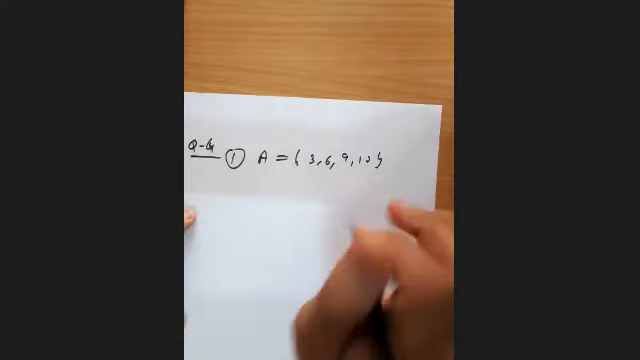 Q-6 ① A = { 3, 6, 9, 12 }